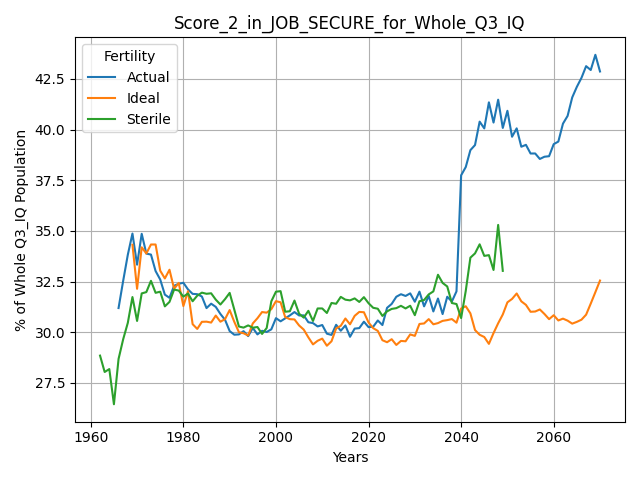 Score_2_in_JOB_SECURE_for_Whole_Q3_IQ
Fertility
Actual
Ideal
Sterile
% of Whole Q3_IQ Population
42.5
40.0
37.5
35.0
32.5
30.0
27.5
1960 1980 2000 2020 2040 2060
Years